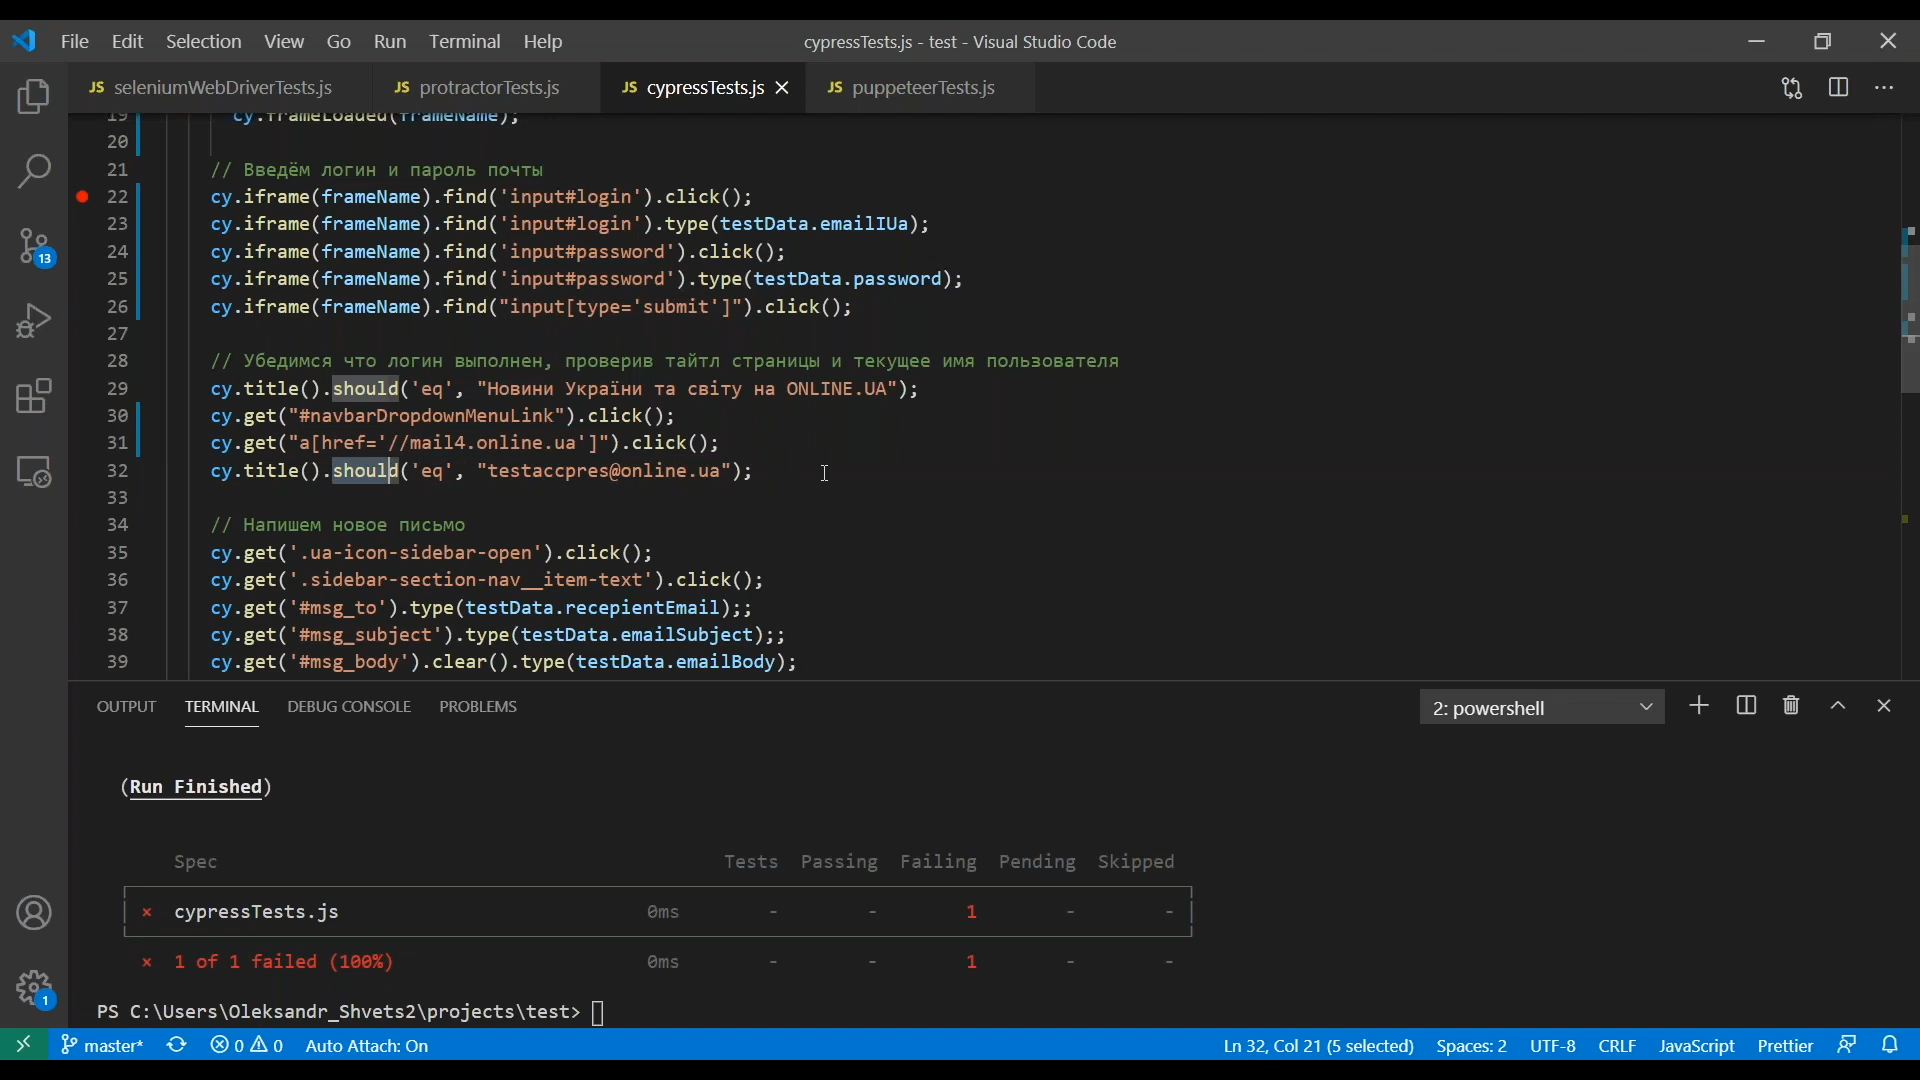 File Edit Selection View Go Run Terminal Help cypressTests.js - test - Visual Studio Code
JS seleniumWebDriverTests.js JS protractorTests.js JS cypressTests.js JS puppeteerTests.js
19 cy.frameLoaded(frameName);
20
21 // Введём логин и пароль почты
22 cy.iframe(frameName).find('input#login').click();
23 cy.iframe(frameName).find('input#login').type(testData.emailIUa);
24 cy.iframe(frameName).find('input#password').click();
25 cy.iframe(frameName).find('input#password').type(testData.password);
26 cy.iframe(frameName).find("input[type='submit']").click();
27
28 // Убедимся что логин выполнен, проверив тайтл страницы и текущее имя пользователя
29 cy.title().should('eq', "Новини України та світу на ONLINE.UA");
30 cy.get("#navbarDropdownMenuLink").click();
31 cy.get("a[href='//mail4.online.ua']").click();
32 cy.title().should('eq', "testaccpres@online.ua");
33
34 // Напишем новое письмо
35 cy.get('.ua-icon-sidebar-open').click();
36 cy.get('.sidebar-section-nav__item-text').click();
37 cy.get('#msg_to').type(testData.recepientEmail);;
38 cy.get('#msg_subject').type(testData.emailSubject);;
39 cy.get('#msg_body').clear().type(testData.emailBody);
13
OUTPUT TERMINAL DEBUG CONSOLE PROBLEMS 2: powershell
(Run Finished)
Spec Tests Passing Failing Pending Skipped
× cypressTests.js 0ms - - 1 - -
× 1 of 1 failed (100%) 0ms - - 1 - -
1
PS C:\Users\Oleksandr_Shvets2\projects\test>
master* 0 0 Auto Attach: On Ln 32, Col 21 (5 selected) Spaces: 2 UTF-8 CRLF JavaScript Prettier